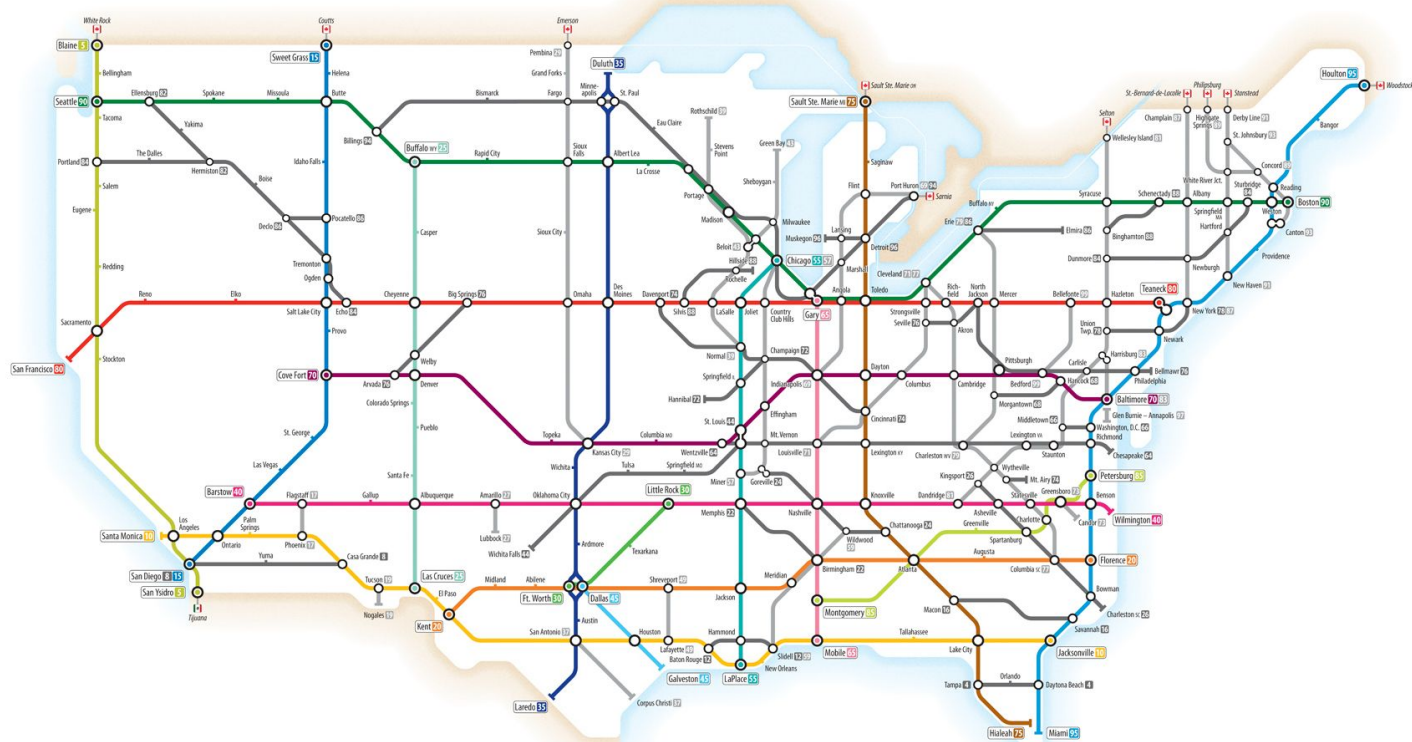 White Rock
Coutts
Emerson
Blaine 5
Sweet Grass 15
Pembina 29
Duluth 35
Bellingham
Helena
Grand Forks
Sault Ste. Marie ON
Sault Ste. Marie MI 75
Houlton 95
Woodstock
St.-Bernard-de-Lacolle
Philipsburg
Stanstead
Selton
Seattle 90
Ellensburg 82
Spokane
Missoula
Butte
Bismarck
Fargo
Minne-
apolis
St. Paul
Rothschild 39
Champlain 87
Highgate
Springs 89
Derby Line 91
St. Johnsbury 93
Bangor
Tacoma
Yakima
Billings 94
Eau Claire
Green Bay 43
Wellesley Island 81
Concord 89
Portland 84
The Dalles
Hermiston 82
Idaho Falls
Buffalo WY 25
Rapid City
Sioux
Falls
Albert Lea
La Crosse
Stevens
Point
Saginaw
Salem
Boise
Portage
Sheboygan
Flint
Port Huron 69 94
Sarnia
White River Jct.
Reading
Eugene
Declo 86
Pocatello 86
Casper
Sioux City
Madison
Milwaukee
Lansing
Muskegon 96
Detroit 96
Buffalo NY
Erie 79 86
Elmira 86
Syracuse
Schenectady 88
Albany
Sturbridge
84
Springfield
MA
Weston
Boston 90
Binghamton
88
Hartford
Canton 93
Beloit 43
Hillside 88
Rochelle
Chicago 55 57
Marshall
Cleveland 71 77
Dunmore 84
Newburgh
Providence
Redding
Tremonton
Ogden
New Haven 91
Reno
Elko
Salt Lake City
Echo 84
Cheyenne
Big Springs 76
Omaha
Des
Moines
Davenport 74
Silvis 88
LaSalle
Joliet
Country
Club Hills
Gary 65
Angola
Toledo
Strongsville
Rich-
field
North
Jackson
Mercer
Bellefonte 99
Hazleton
Teaneck 80
New York 78 87
Sacramento
Provo
Seville 76
Akron
Union
Twp. 78
Newark
San Francisco 80
Stockton
Cove Fort 70
Welby
Arvada 76
Denver
Normal 39
Champaign 72
Indianapolis 69
Dayton
Columbus
Cambridge
Pittsburgh
Bedford 99
Carlisle
Harrisburg 83
Hancock 68
Bellmawr 76
Philadelphia
Springfield IL
Hannibal 72
Colorado Springs
Effingham
Cincinnati 74
Morgantown 68
Middletown 66
Baltimore 70 83
Glen Burnie – Annapolis 97
St. George
Pueblo
Topeka
Kansas City 29
Columbia MO
St. Louis 44
Wentzville 64
Mt. Vernon
Louisville 71
Lexington KY
Charleston WV 79
Lexington VA
Staunton
Washington, D.C. 66
Richmond
Chesapeake 64
Las Vegas
Santa Fe
Wichita
Tulsa
Springfield MO
Miner 57
Goreville 24
Kingsport 26
Wytheville
Mt. Airy 74
Petersburg 85
Barstow 40
Flagstaff 17
Gallup
Albuquerque
Amarillo 27
Oklahoma City
Little Rock 30
Memphis 22
Nashville
Knoxville
Dandridge 81
Asheville
Statesville
Greensboro 73
Benson
Wilmington 40
Lubbock 27
Santa Monica 10
Los
Angeles
Palm
Springs
Ontario
Phoenix 17
Wichita Falls 44
Ardmore
Texarkana
Wildwood
59
Chattanooga 24
Greenville
Charlotte
Spartanburg
Candor 73
San Diego 8 15
Yuma
Casa Grande 8
Tucson 19
Las Cruces 25
Midland
Abilene
Ft. Worth 30
Dallas 45
Shreveport 49
Jackson
Meridian
Birmingham 22
Atlanta
Augusta
Columbia SC 77
Florence 20
San Ysidro 5
Tijuana
Nogales 19
El Paso
Kent 20
Austin
Montgomery 85
Macon 16
Bowman
Charleston SC 26
Savannah 16
San Antonio 37
Houston
Lafayette 49
Hammond
Baton Rouge 12
Slidell 12 59
New Orleans
Mobile 65
Tallahassee
Lake City
Jacksonville 10
Galveston 45
LaPlace 55
Laredo 35
Corpus Christi 37
Tampa 4
Orlando
Daytona Beach 4
Hialeah 75
Miami 95